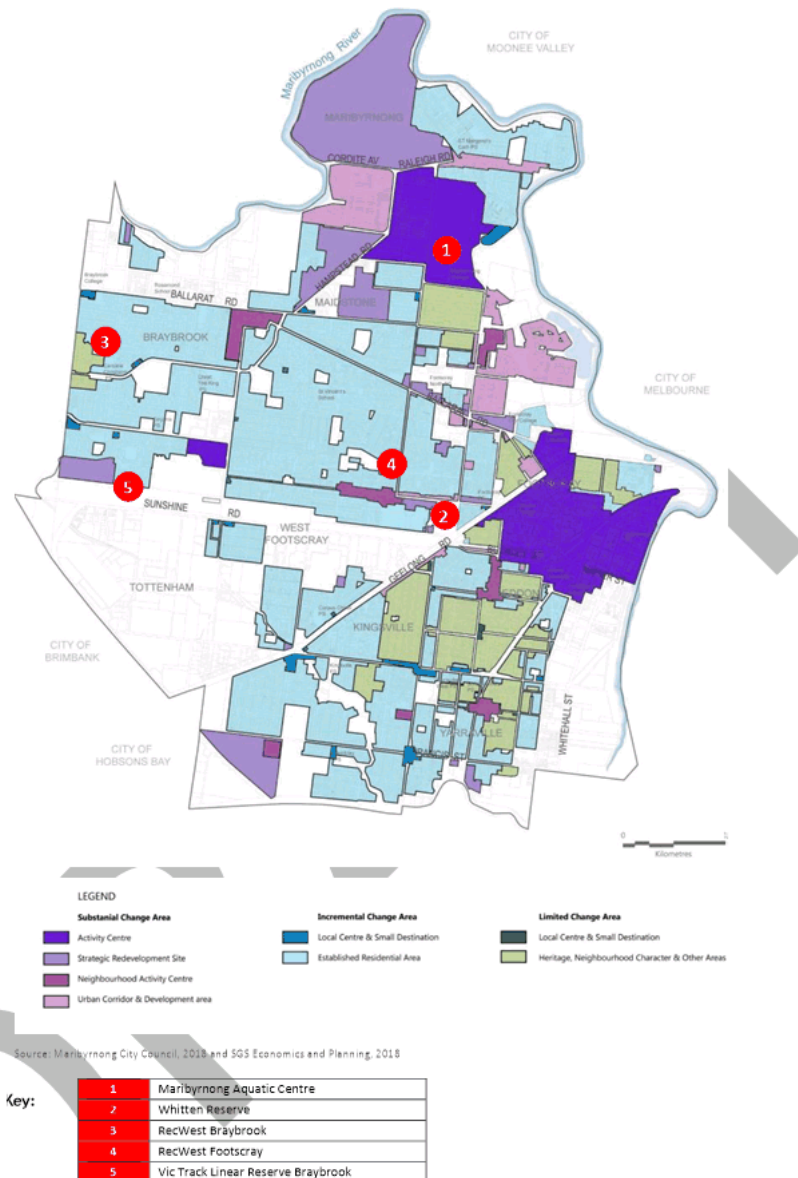 CITY OF
MOONEE VALLEY
Maribyrnong River
MARIBYRNONG
CORDITE AV
RALEIGH RD
HAMPSTEAD RD
1
BALLARAT RD
MAIDSTONE
BRAYBROOK
3
CITY OF
MELBOURNE
4
5
2
SUNSHINE RD
WEST
FOOTSCRAY
GEELONG RD
TOTTENHAM
KINGSVILLE
CITY OF
BRIMBANK
WHITEHALL ST
YARRAVILLE
CITY OF
HOBSONS BAY
0
Kilometres
LEGEND
Substanial Change Area
Incremental Change Area
Limited Change Area
Activity Centre
Local Centre & Small Destination
Local Centre & Small Destination
Strategic Redevelopment Site
Established Residential Area
Heritage, Neighbourhood Character & Other Areas
Neighbourhood Activity Centre
Urban Corridor & Development area
Source: Maribyrnong City Council, 2018 and SGS Economics and Planning, 2018
Key:
1 Maribyrnong Aquatic Centre
2 Whitten Reserve
3 RecWest Braybrook
4 RecWest Footscray
5 Vic Track Linear Reserve Braybrook